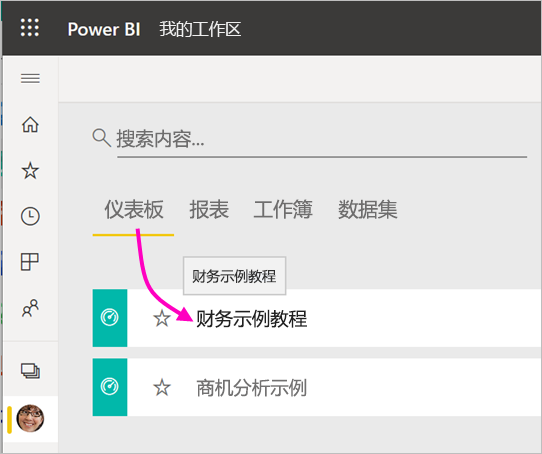 Power BI 我的工作区
搜索内容...
仪表板 报表 工作簿 数据集
财务示例教程
财务示例教程
商机分析示例